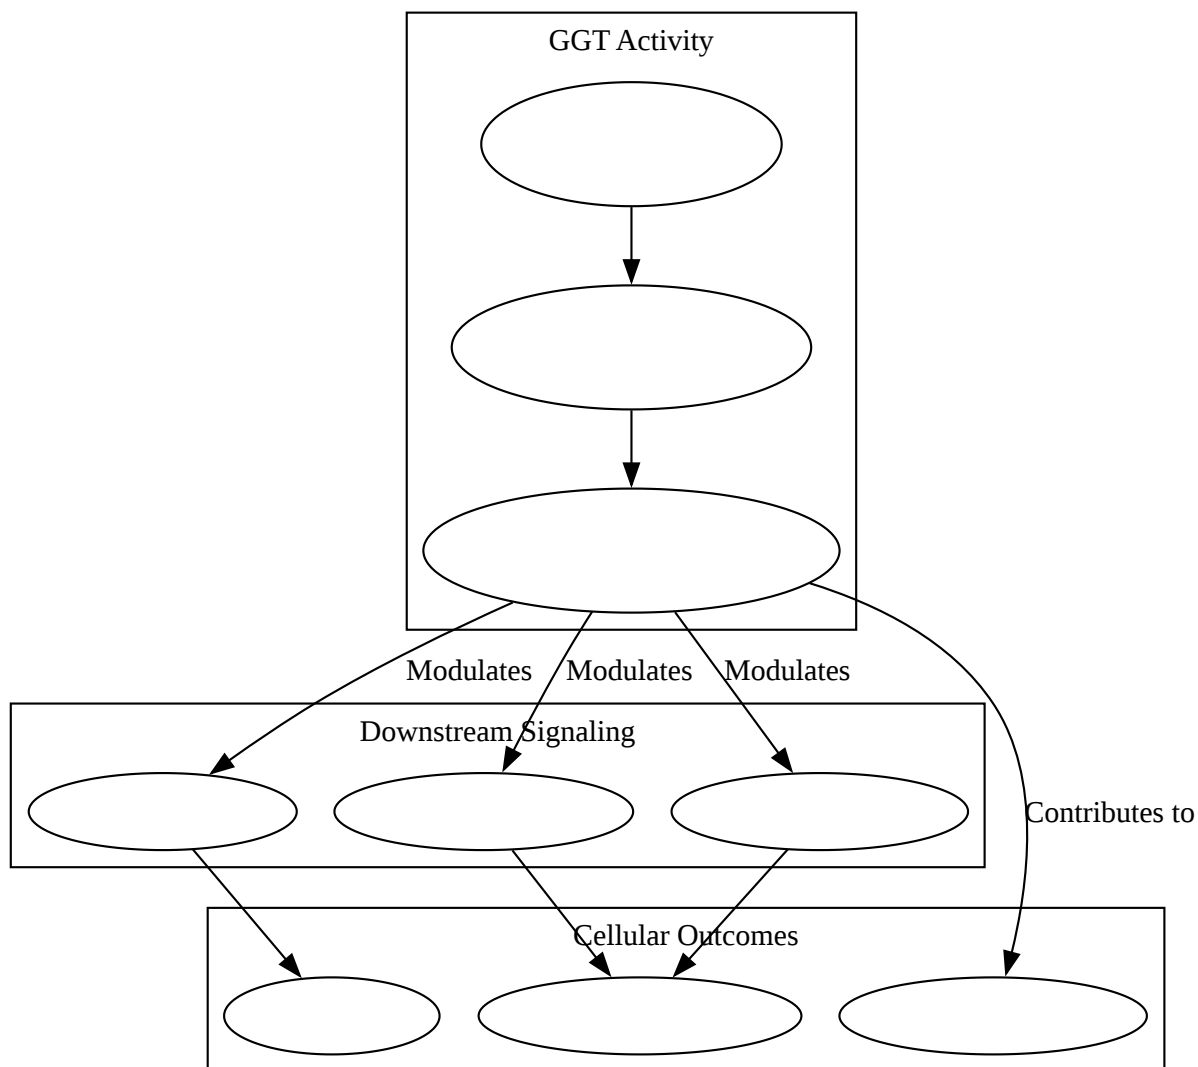 GGT Activity
Modulates
Modulates
Modulates
Downstream Signaling
Contributes to
Cellular Outcomes